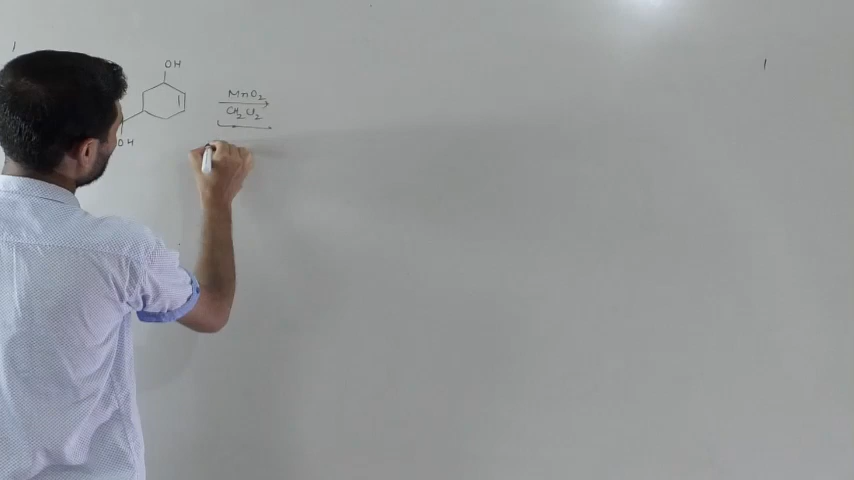 OH
MnO₂
CH₂Cl₂
OH